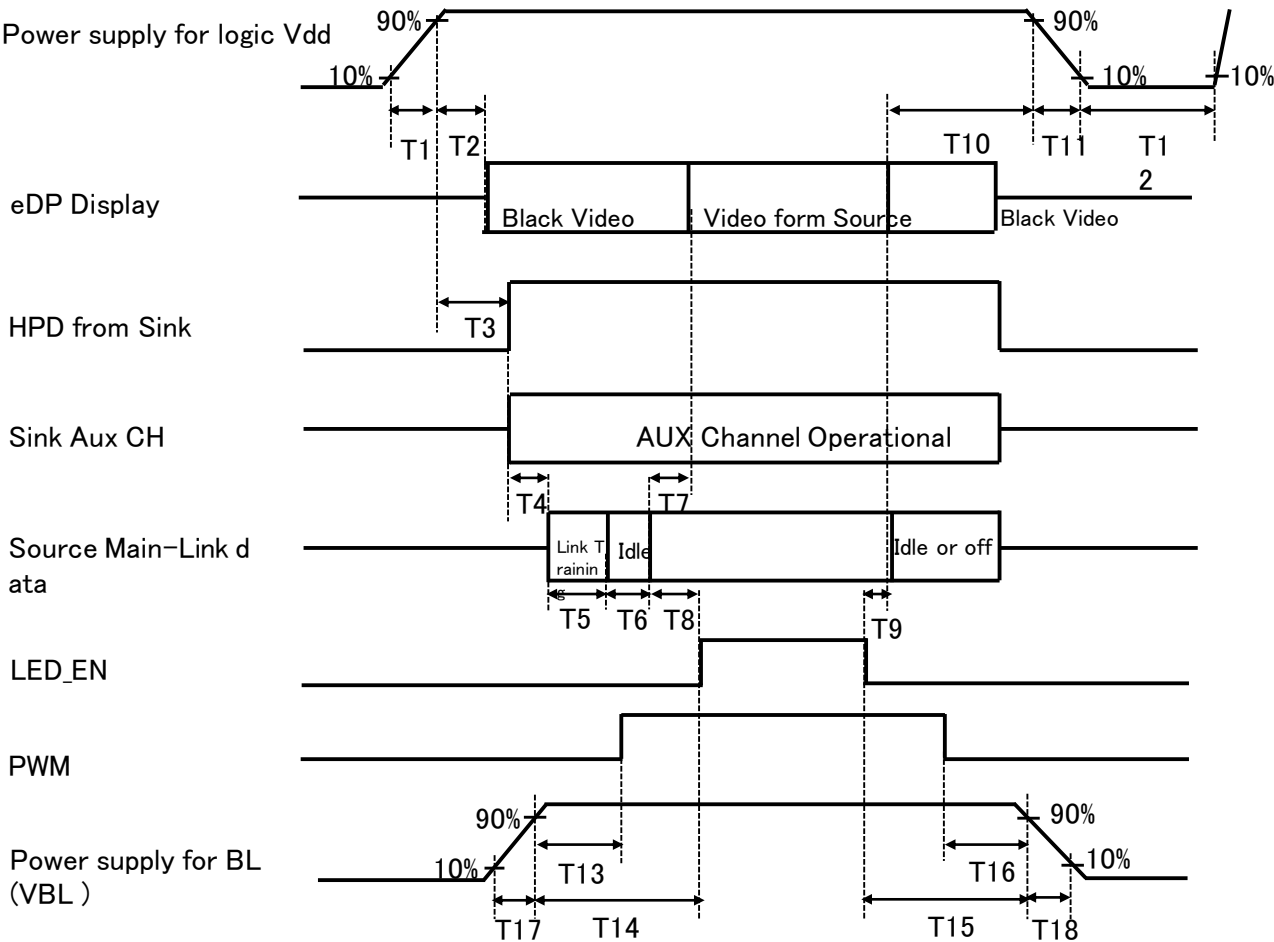 90%
90%
Power supply for logic Vdd
10%
10%
10%
T1
T2
T10
T11
T1
2
eDP Display
Black Video
Video form Source
Black Video
HPD from Sink
T3
Sink Aux CH
AUX Channel Operational
T4
T7
Source Main-Link d
ata
Link T
rainin
g
Idle
Idle or off
T5
T6
T8
T9
LED_EN
PWM
90%
90%
Power supply for BL
(VBL )
10%
10%
T13
T16
T17
T14
T15
T18